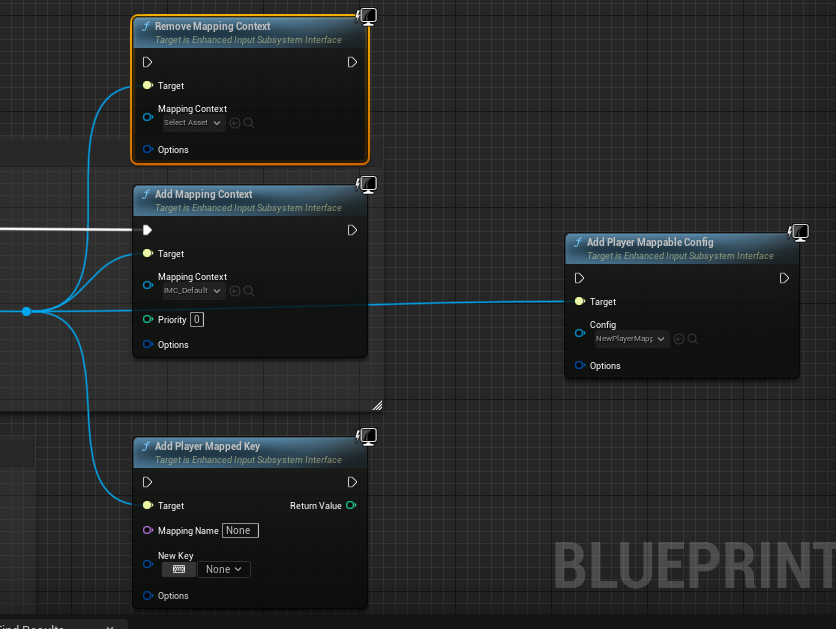 Remove Mapping Context
Target is Enhanced Input Subsystem Interface
Target
Mapping Context
Select Asset
Options
Add Mapping Context
Target is Enhanced Input Subsystem Interface
Target
Mapping Context
IMC_Default
Priority 0
Options
Add Player Mappable Config
Target is Enhanced Input Subsystem Interface
Target
Config
NewPlayerMapp
Options
Add Player Mapped Key
Target is Enhanced Input Subsystem Interface
Target Return Value
Mapping Name None
New Key
None
Options
BLUEPRINT
Find Results